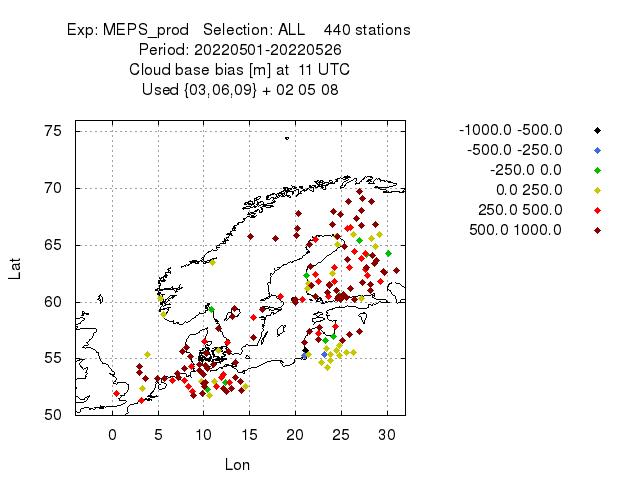 Exp: MEPS_prod   Selection: ALL    440 stations
Period: 20220501-20220526
Cloud base bias [m] at  11 UTC
Used {03,06,09} + 02 05 08
-1000.0 -500.0
-500.0 -250.0
-250.0 0.0
0.0 250.0
250.0 500.0
500.0 1000.0
75
70
65
60
55
50
Lat
0 5 10 15 20 25 30
Lon